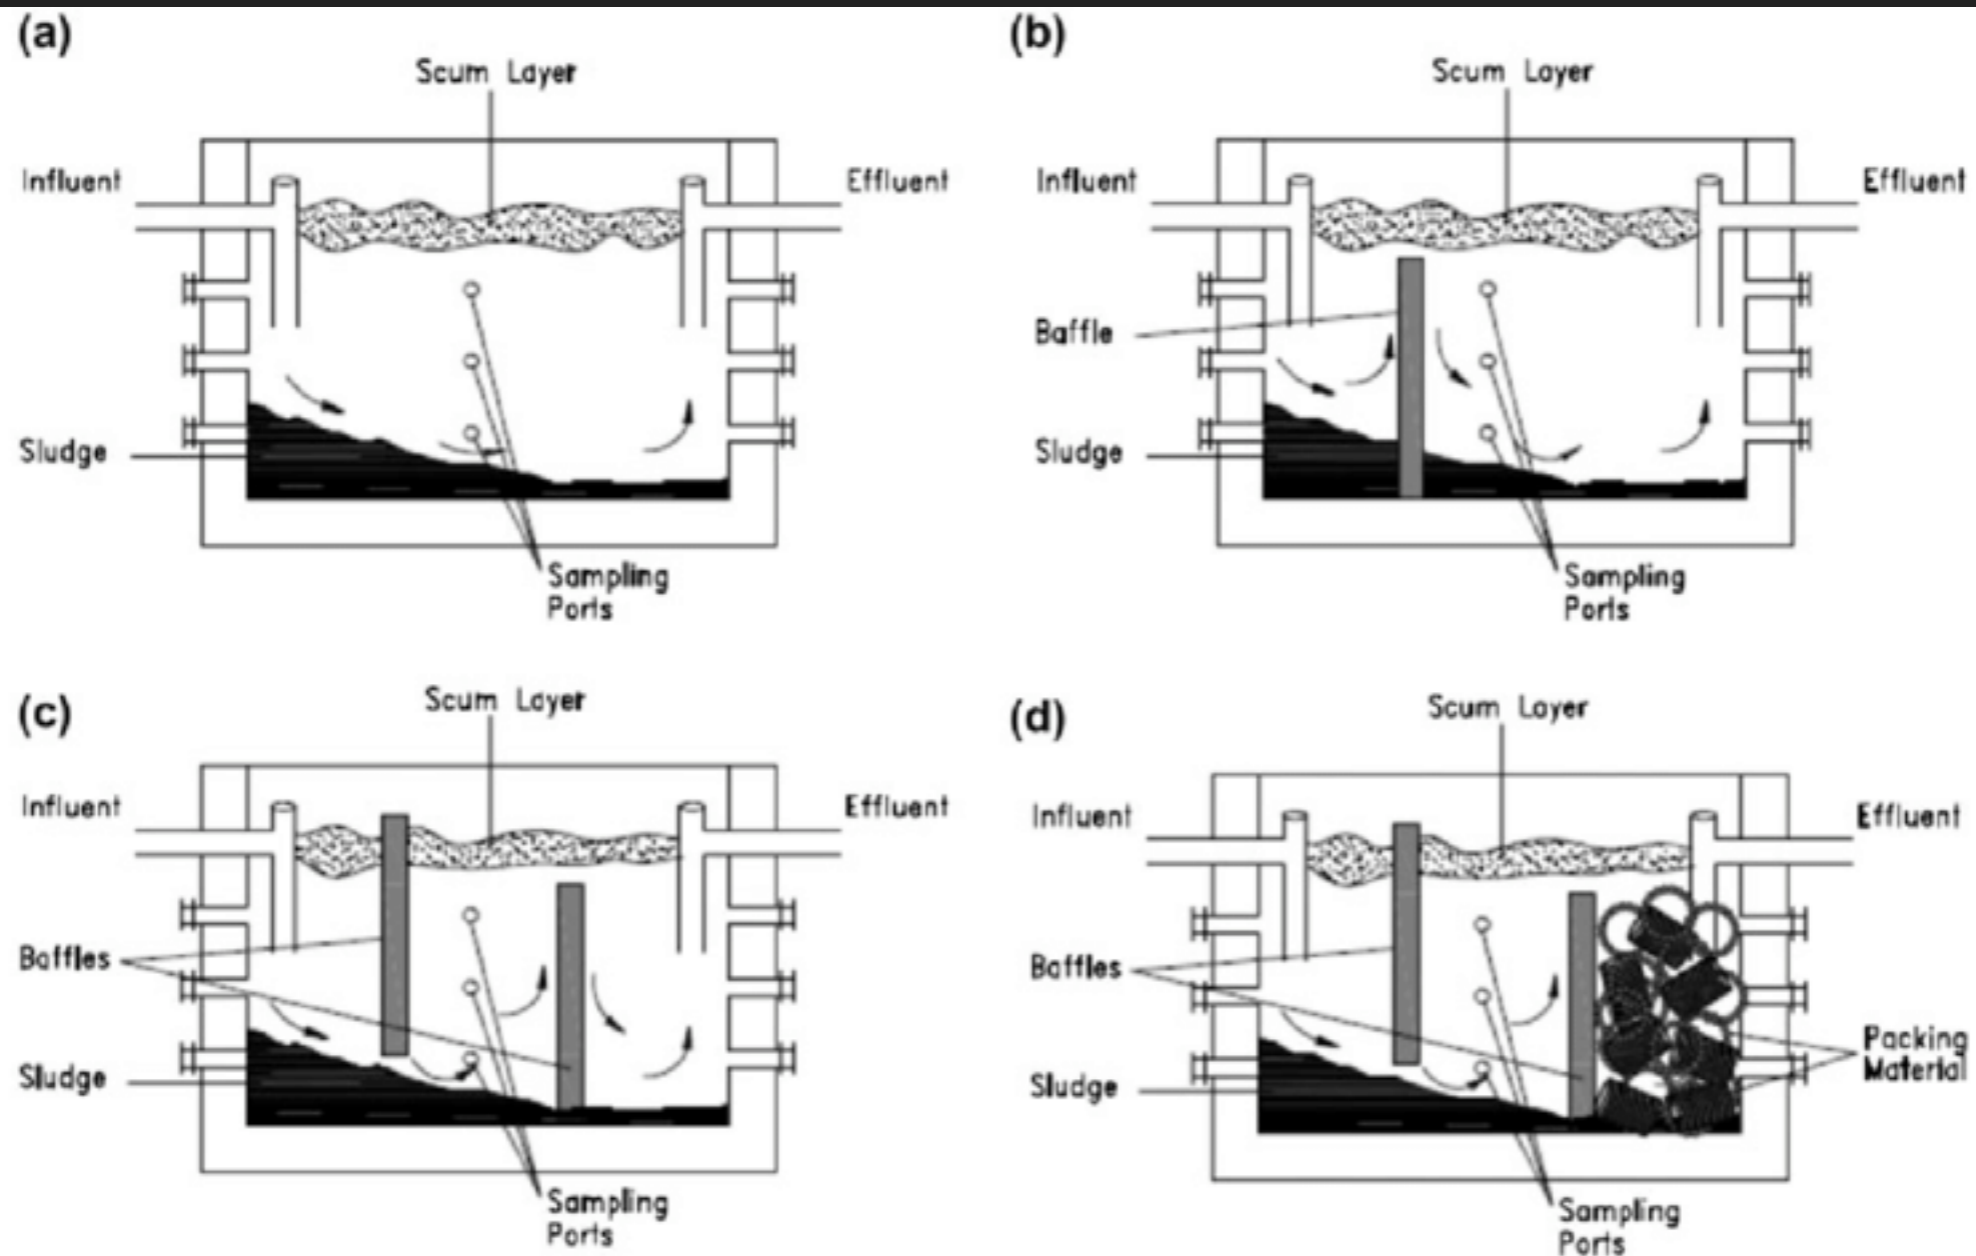 (a)
Scum Layer
Influent
Effluent
Sludge
Sampling
Ports
(b)
Scum Layer
Influent
Effluent
Baffle
Sludge
Sampling
Ports
(c)
Scum Layer
Influent
Effluent
Baffles
Sludge
Sampling
Ports
(d)
Scum Layer
Influent
Effluent
Baffles
Packing
Material
Sludge
Sampling
Ports